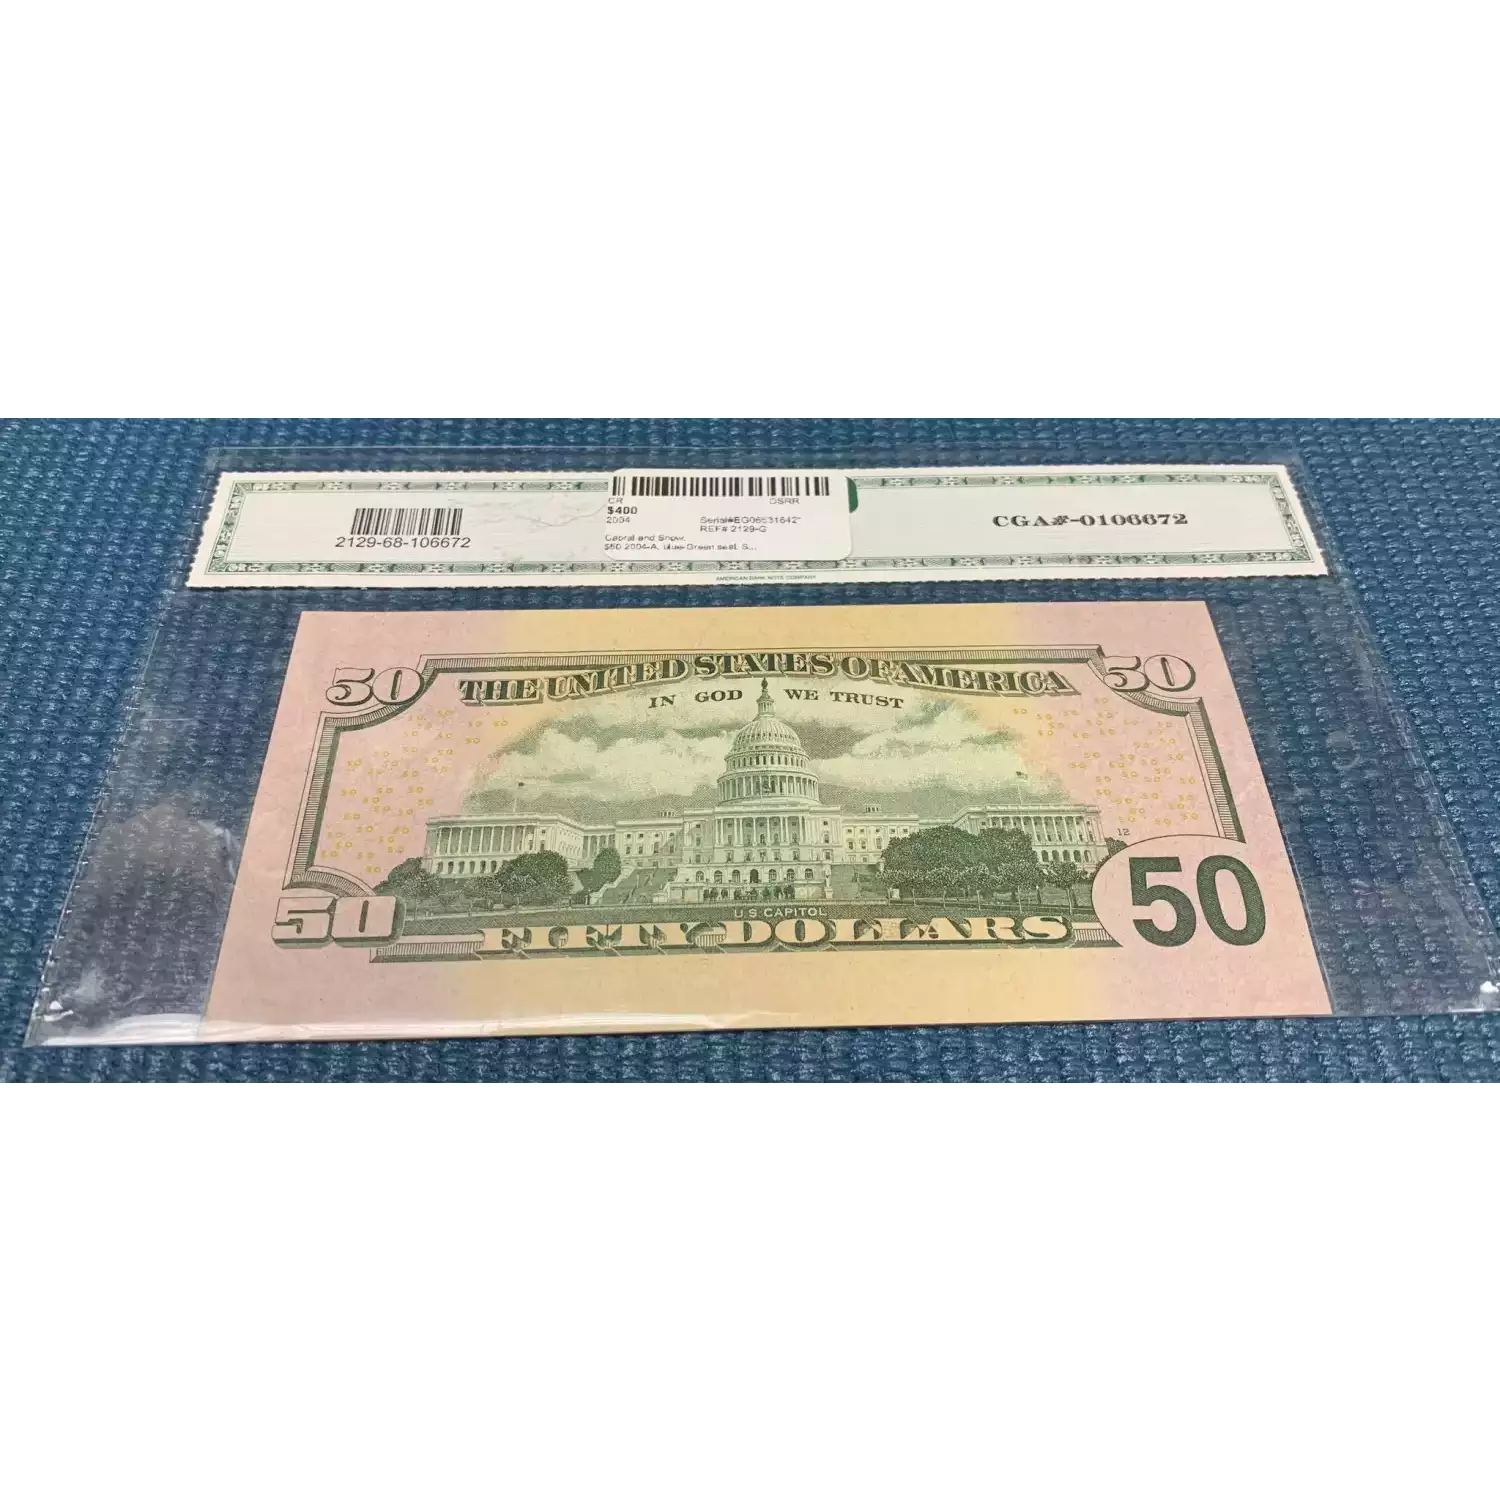 CR GSRR
$400
2004 Serial#EG06531642*
REF# 2129-G
Cabral and Snow.
$50 2004-A. blue-Green seal. S...
2129-68-106672
CGA#-0106672
AMERICAN BANK NOTE COMPANY
50 THE UNITED STATES OF AMERICA 50
IN GOD WE TRUST
12
U.S. CAPITOL
50 FIFTY DOLLARS 50